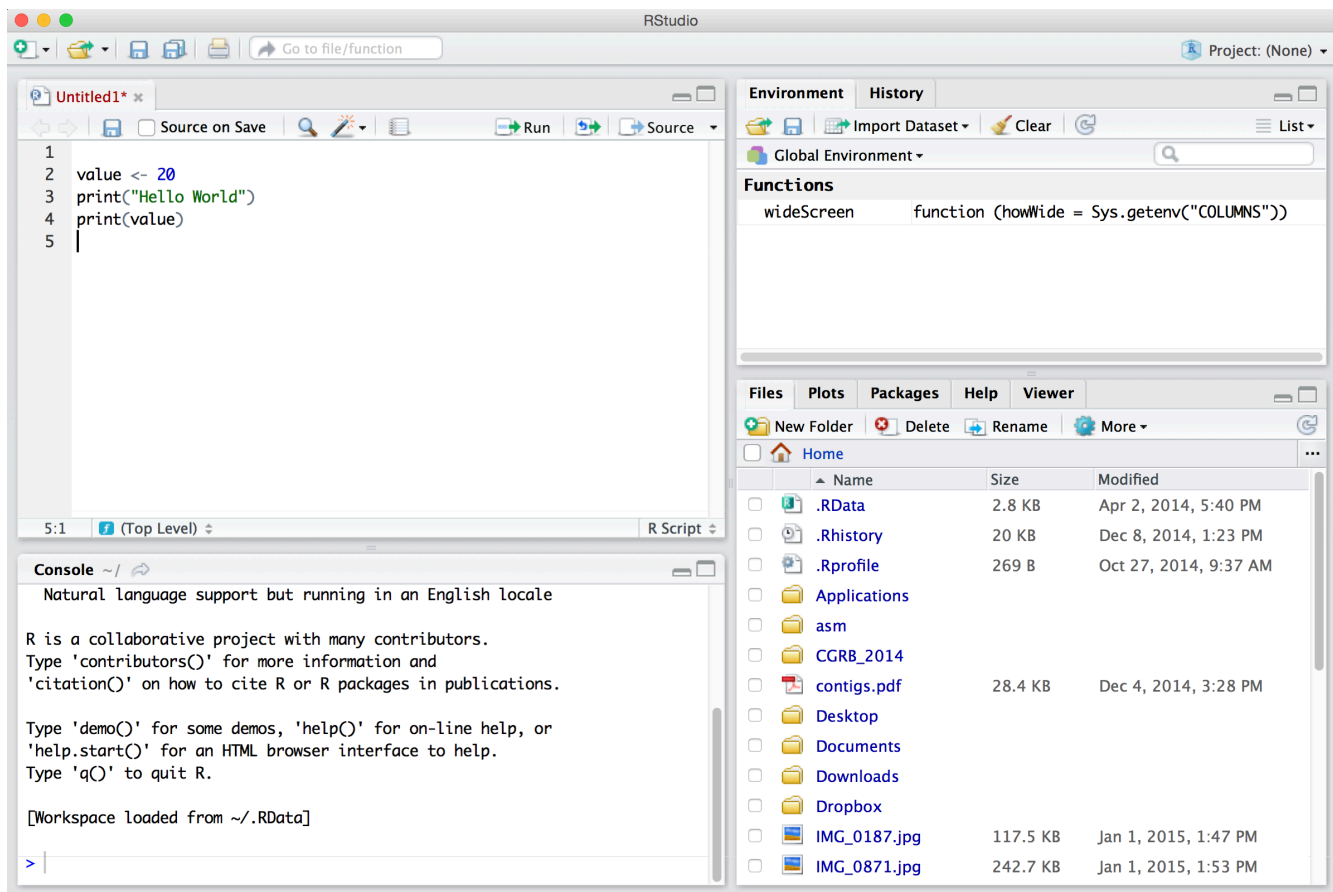 RStudio
Go to file/function
Project: (None)
Untitled1*
Source on Save Run Source
1
2 value <- 20
3 print("Hello World")
4 print(value)
5
5:1 (Top Level) R Script
Console ~/
Natural language support but running in an English locale
R is a collaborative project with many contributors.
Type 'contributors()' for more information and
'citation()' on how to cite R or R packages in publications.
Type 'demo()' for some demos, 'help()' for on-line help, or
'help.start()' for an HTML browser interface to help.
Type 'q()' to quit R.
[Workspace loaded from ~/.RData]
>
Environment History
Import Dataset Clear List
Global Environment
Functions
wideScreen function (howWide = Sys.getenv("COLUMNS"))
Files Plots Packages Help Viewer
New Folder Delete Rename More
Home ...
Name Size Modified
.RData 2.8 KB Apr 2, 2014, 5:40 PM
.Rhistory 20 KB Dec 8, 2014, 1:23 PM
.Rprofile 269 B Oct 27, 2014, 9:37 AM
Applications
asm
CGRB_2014
contigs.pdf 28.4 KB Dec 4, 2014, 3:28 PM
Desktop
Documents
Downloads
Dropbox
IMG_0187.jpg 117.5 KB Jan 1, 2015, 1:47 PM
IMG_0871.jpg 242.7 KB Jan 1, 2015, 1:53 PM